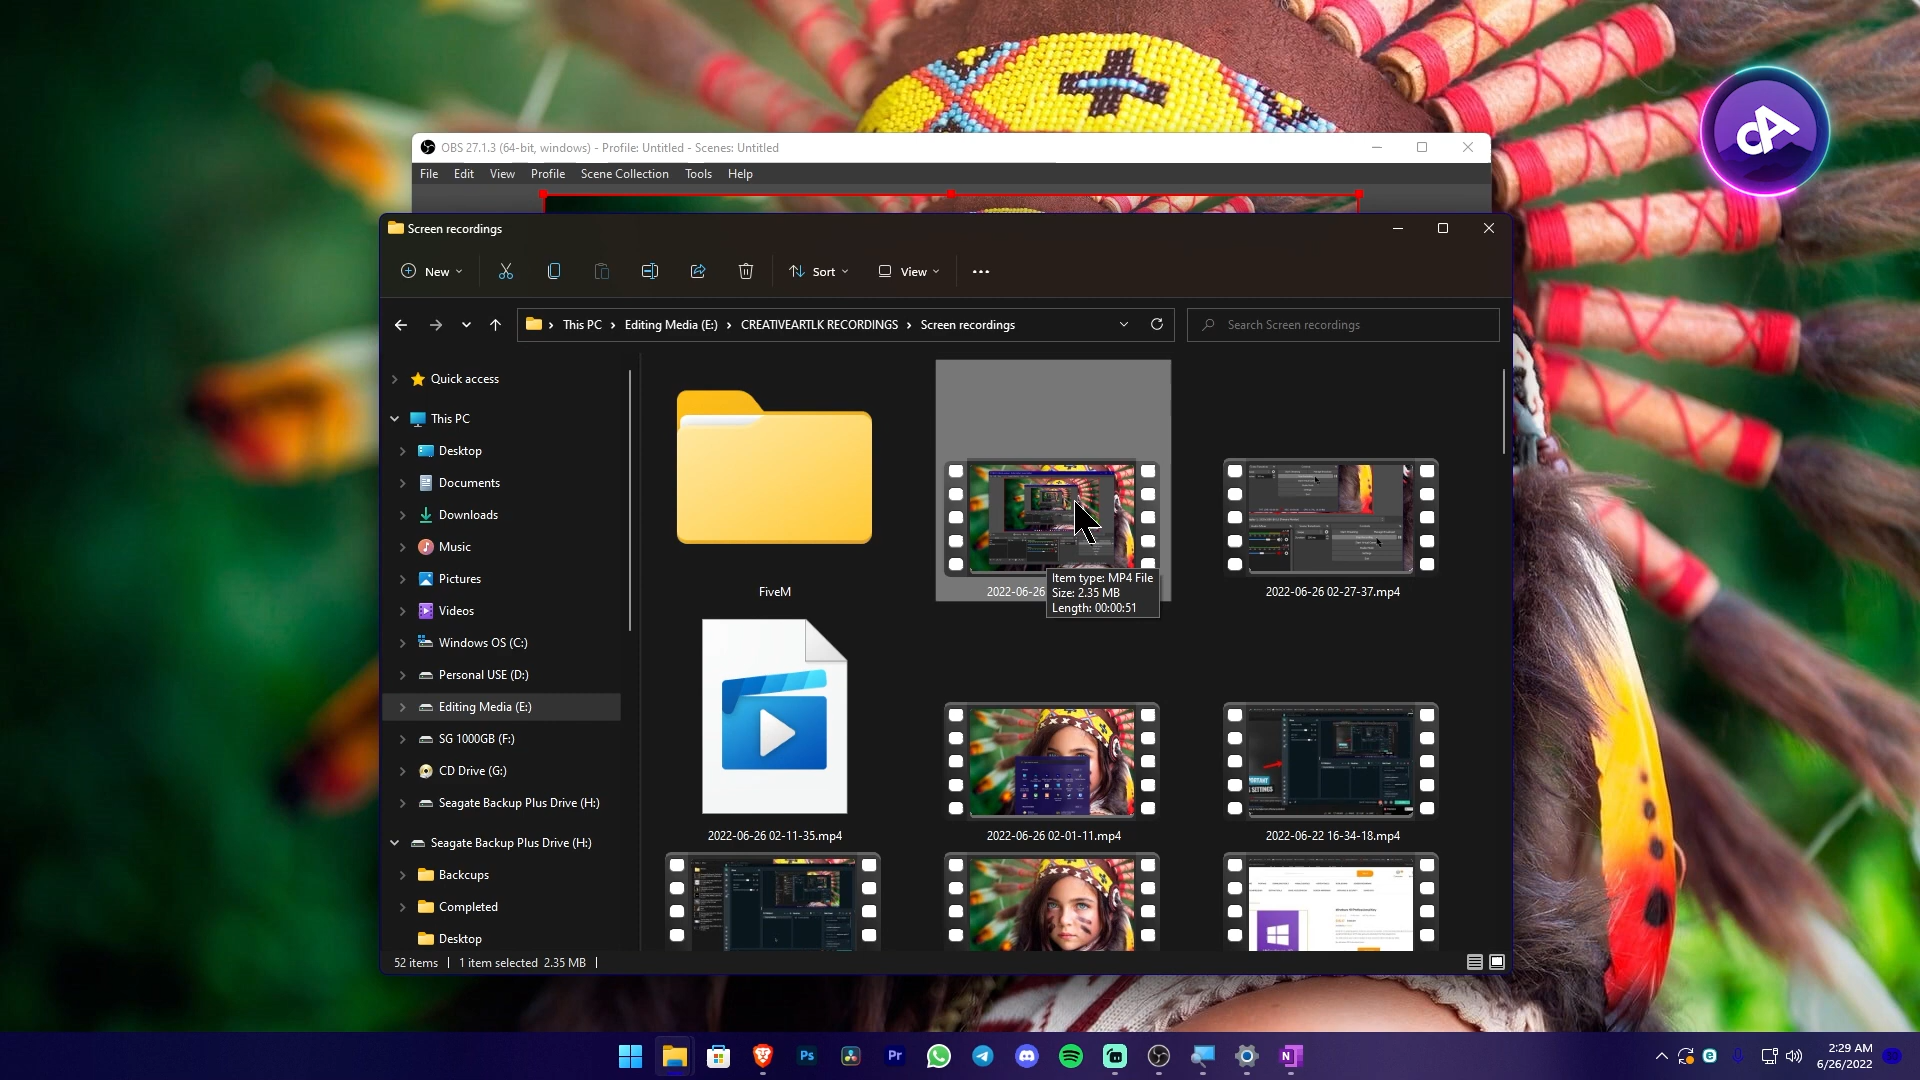 OBS 27.1.3 (64-bit, windows) - Profile: Untitled - Scenes: Untitled
File Edit View Profile Scene Collection Tools Help
Screen recordings
New
Sort
View
This PC
Editing Media (E:)
CREATIVEARTLK RECORDINGS
Screen recordings
Search Screen recordings
Quick access
This PC
Desktop
Documents
Downloads
Music
Pictures
Videos
Windows OS (C:)
Personal USE (D:)
Editing Media (E:)
SG 1000GB (F:)
CD Drive (G:)
Seagate Backup Plus Drive (H:)
Seagate Backup Plus Drive (H:)
Backcups
Completed
Desktop
FiveM
2022-06-26
Item type: MP4 File
Size: 2.35 MB
Length: 00:00:51
2022-06-26 02-27-37.mp4
2022-06-26 02-11-35.mp4
2022-06-26 02-01-11.mp4
2022-06-22 16-34-18.mp4
52 items
1 item selected 2.35 MB
Ps
Pr
N
2:29 AM
6/26/2022